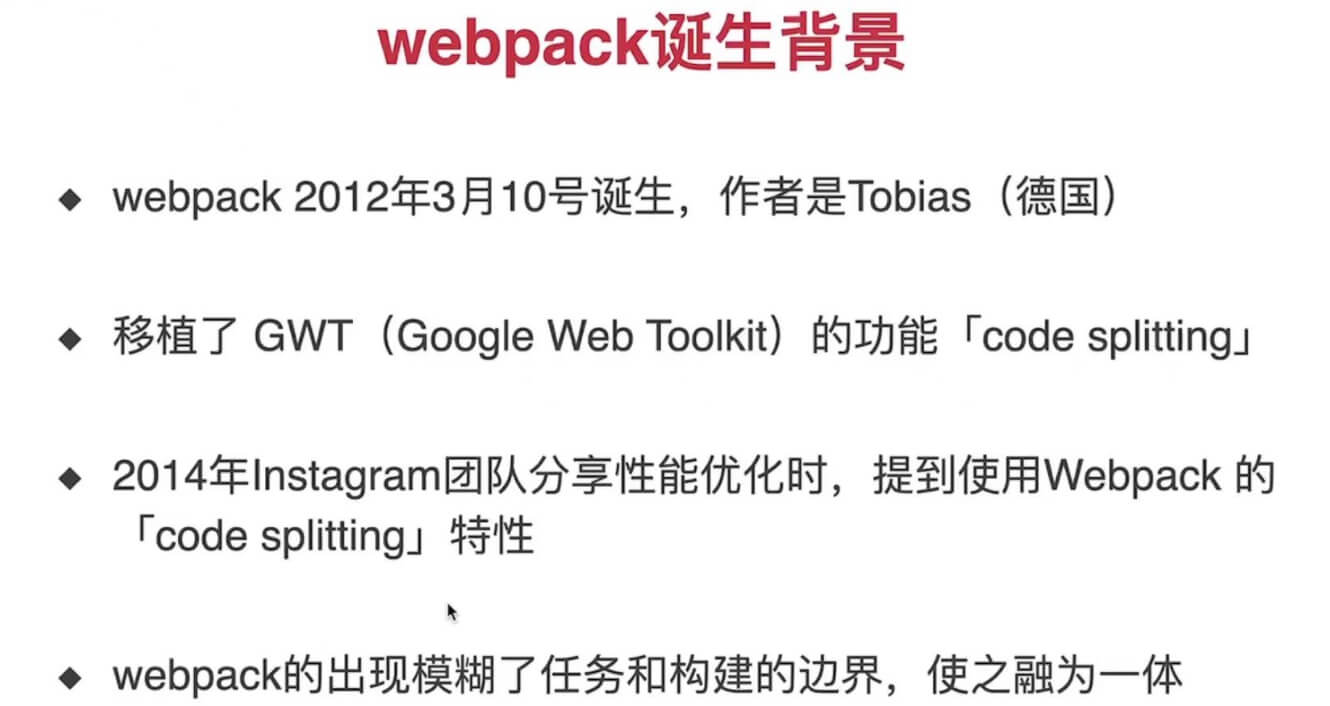 webpack诞生背景
◆ webpack 2012年3月10号诞生，作者是Tobias（德国）
◆ 移植了 GWT（Google Web Toolkit）的功能「code splitting」
◆ 2014年Instagram团队分享性能优化时，提到使用Webpack 的
「code splitting」特性
◆ webpack的出现模糊了任务和构建的边界，使之融为一体